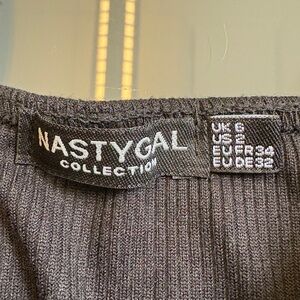 NASTYGAL
COLLECTION
UK 6
US 2
EU FR 34
EU DE 32